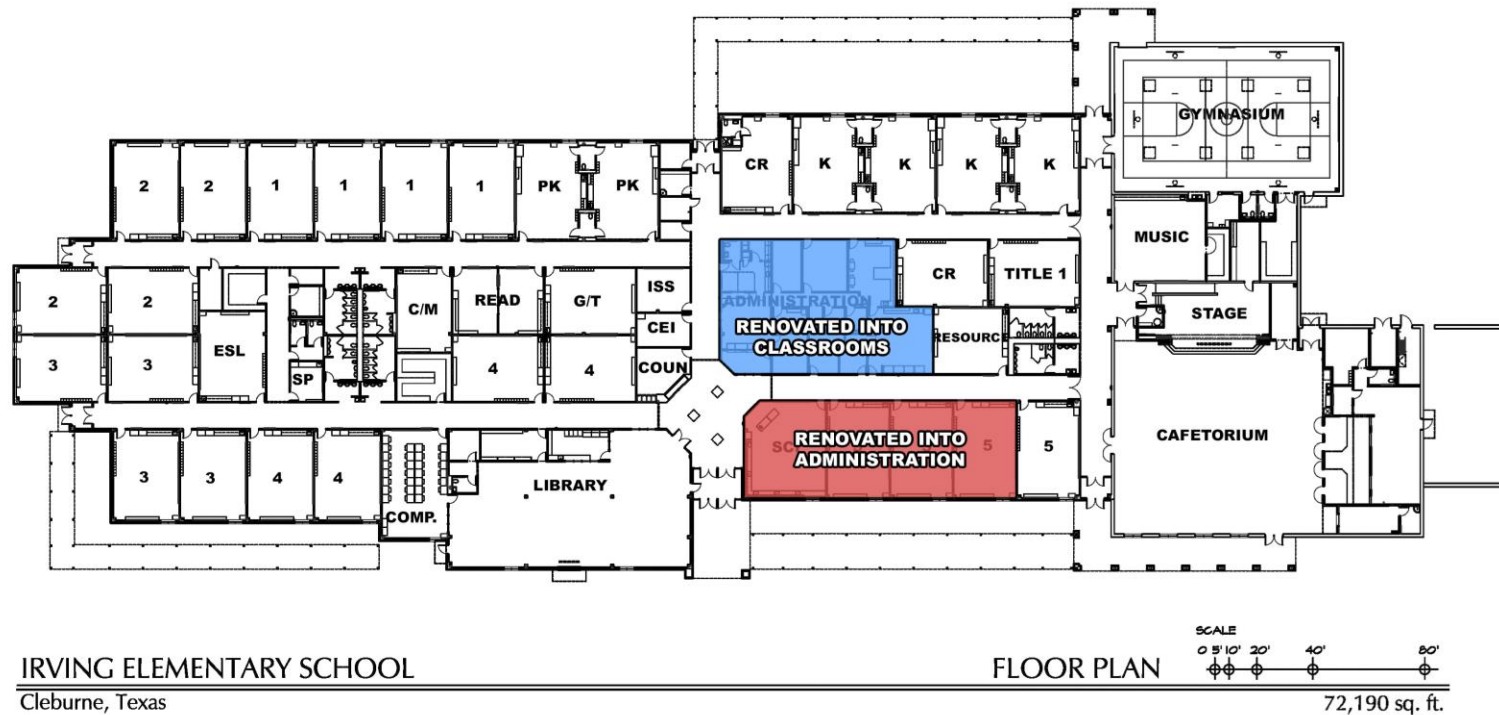 GYMNASIUM
CR K K K K
2 2 1 1 1 1 PK PK
MUSIC
2 2 C/M READ G/T ISS
ADMINISTRATION
CR TITLE 1
STAGE
RENOVATED INTO
CLASSROOMS
RESOURCE
CEI
3 3 ESL SP 4 4 COUN
CAFETORIUM
RENOVATED INTO
ADMINISTRATION
5 5
3 3 4 4
COMP.
LIBRARY
SCALE
0 5' 10' 20' 40' 80'
IRVING ELEMENTARY SCHOOL
FLOOR PLAN
Cleburne, Texas
72,190 sq. ft.